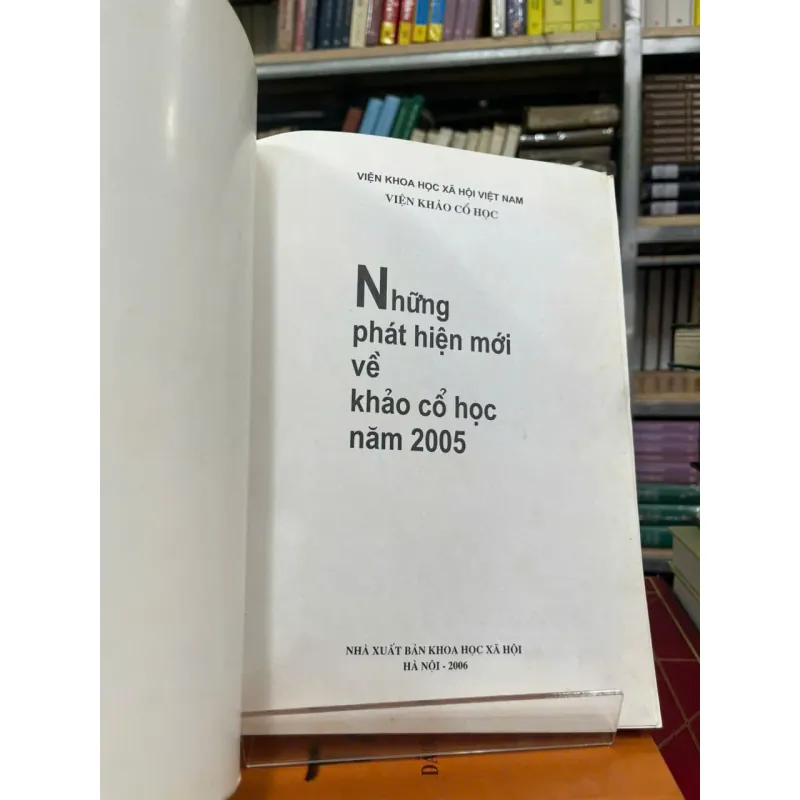 VIỆN KHOA HỌC XÃ HỘI VIỆT NAM
VIỆN KHẢO CỔ HỌC
Những
phát hiện mới
về
khảo cổ học
năm 2005
NHÀ XUẤT BẢN KHOA HỌC XÃ HỘI
HÀ NỘI - 2006